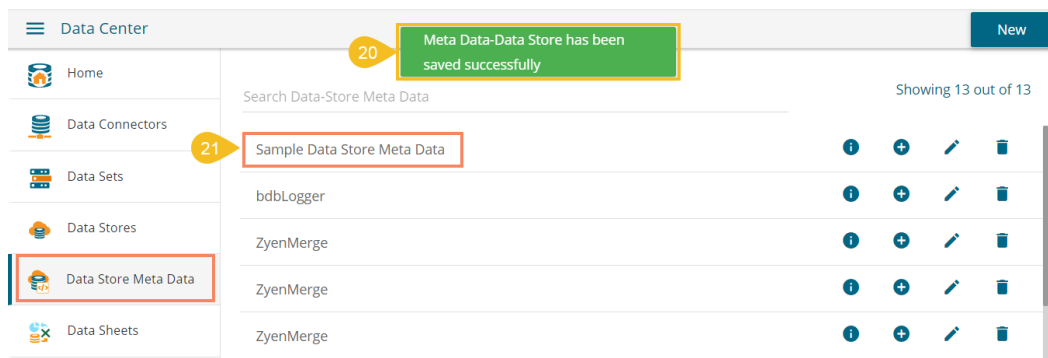 Data Center
New
20
Meta Data-Data Store has been
saved successfully
Home
Search Data-Store Meta Data
Showing 13 out of 13
Data Connectors
21
Sample Data Store Meta Data
Data Sets
bdbLogger
Data Stores
ZyenMerge
Data Store Meta Data
ZyenMerge
Data Sheets
ZyenMerge